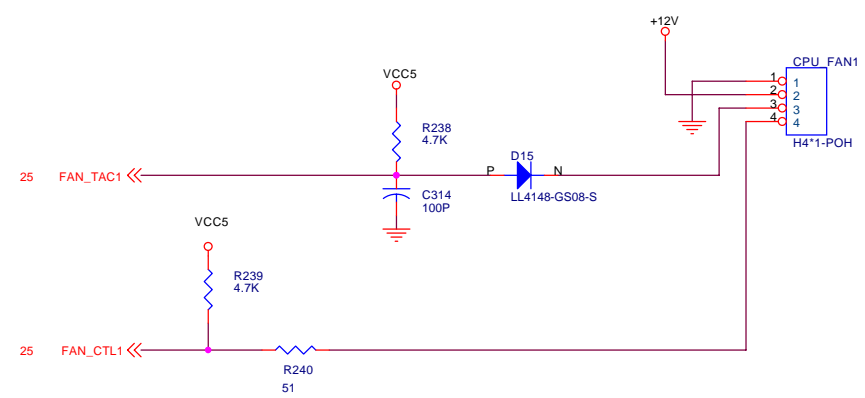 +12V
CPU_FAN1
VCC5
1 1
2 2
R238
3 3
4.7K
4 4
H4*1-POH
D15
P N
25 FAN_TAC1
C314
LL4148-GS08-S
100P
VCC5
R239
4.7K
25 FAN_CTL1
R240
51